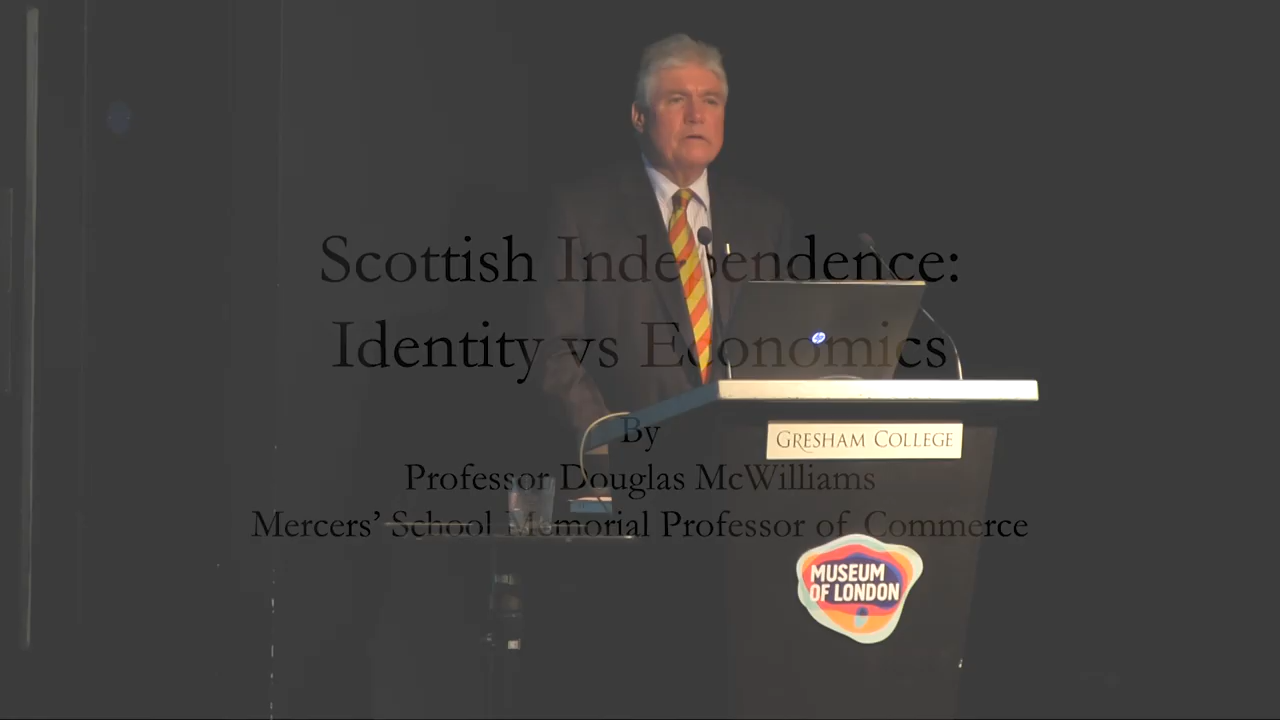 Scottish Independence:
Identity vs Economics
By
Professor Douglas McWilliams
Mercers’ School Memorial Professor of Commerce
GRESHAM COLLEGE
MUSEUM
OF LONDON
hp